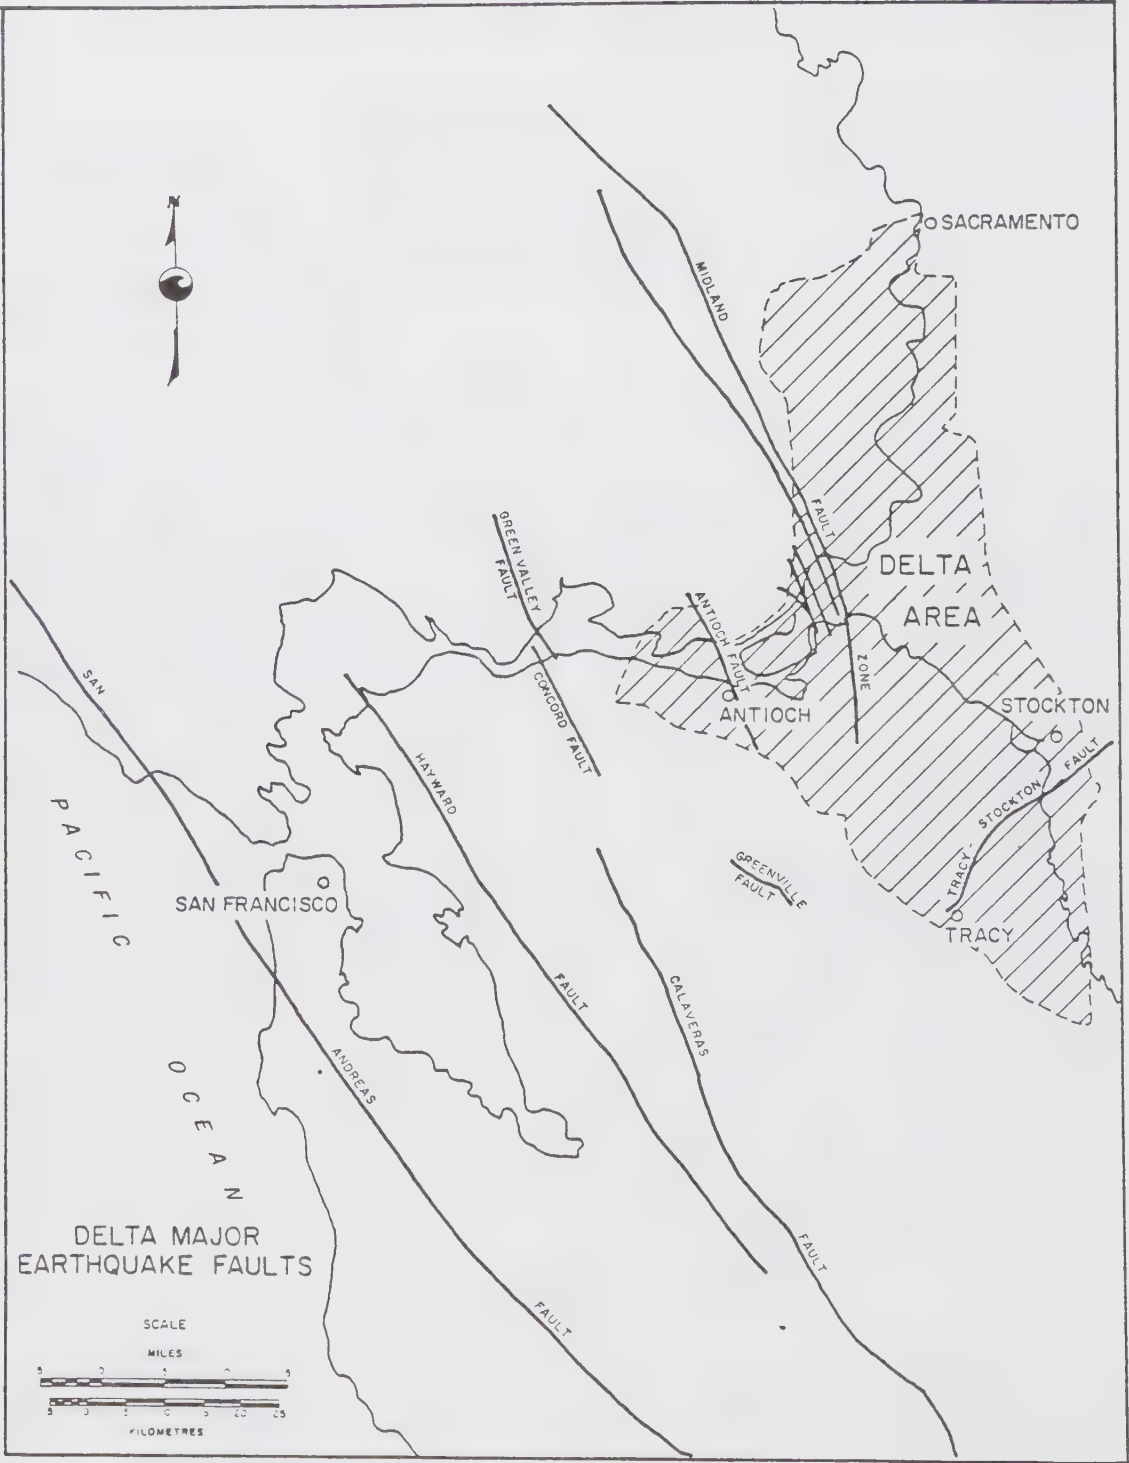 N
SACRAMENTO
MIDLAND
FAULT
ZONE
GREEN VALLEY
FAULT
DELTA
AREA
ANTIOCH FAULT
CONCORD FAULT
ANTIOCH
STOCKTON
SAN
HAYWARD
TRACY-STOCKTON FAULT
PACIFIC
GREENVILLE
FAULT
SAN FRANCISCO
TRACY
FAULT
CALAVERAS
ANDREAS
OCEAN
DELTA MAJOR
EARTHQUAKE FAULTS
FAULT
FAULT
SCALE
MILES
KILOMETRES